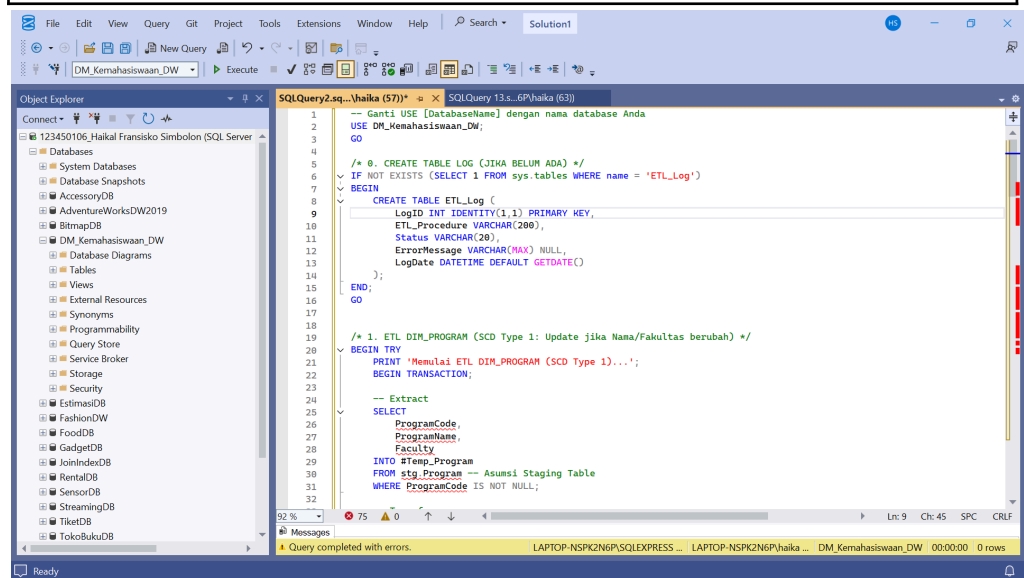 File Edit View Query Git Project Tools Extensions Window Help Search Solution1 HS
New Query
DM_Kemahasiswaan_DW Execute
Object Explorer
Connect
123450106_Haikal Fransisko Simbolon (SQL Server
Databases
System Databases
Database Snapshots
AccessoryDB
AdventureWorksDW2019
BitmapDB
DM_Kemahasiswaan_DW
Database Diagrams
Tables
Views
External Resources
Synonyms
Programmability
Query Store
Service Broker
Storage
Security
EstimasiDB
FashionDW
FoodDB
GadgetDB
JoinIndexDB
RentalDB
SensorDB
StreamingDB
TiketDB
TokoBukuDB
SQLQuery2.sq...\haika (57))* SQLQuery 13.s...6P\haika (63))
1 -- Ganti USE [DatabaseName] dengan nama database Anda
2 USE DM_Kemahasiswaan_DW;
3 GO
4
5 /* 0. CREATE TABLE LOG (JIKA BELUM ADA) */
6 IF NOT EXISTS (SELECT 1 FROM sys.tables WHERE name = 'ETL_Log')
7 BEGIN
8 CREATE TABLE ETL_Log (
9 LogID INT IDENTITY(1,1) PRIMARY KEY,
10 ETL_Procedure VARCHAR(200),
11 Status VARCHAR(20),
12 ErrorMessage VARCHAR(MAX) NULL,
13 LogDate DATETIME DEFAULT GETDATE()
14 );
15 END;
16 GO
17
18
19 /* 1. ETL DIM_PROGRAM (SCD Type 1: Update jika Nama/Fakultas berubah) */
20 BEGIN TRY
21 PRINT 'Memulai ETL DIM_PROGRAM (SCD Type 1)...';
22 BEGIN TRANSACTION;
23
24 -- Extract
25 SELECT
26 ProgramCode,
27 ProgramName,
28 Faculty
29 INTO #Temp_Program
30 FROM stg.Program -- Asumsi Staging Table
31 WHERE ProgramCode IS NOT NULL;
32
92 % 75 0 Ln: 9 Ch: 45 SPC CRLF
Messages
Query completed with errors. LAPTOP-NSPK2N6P\SQLEXPRESS ... LAPTOP-NSPK2N6P\haika ... DM_Kemahasiswaan_DW 00:00:00 0 rows
Ready